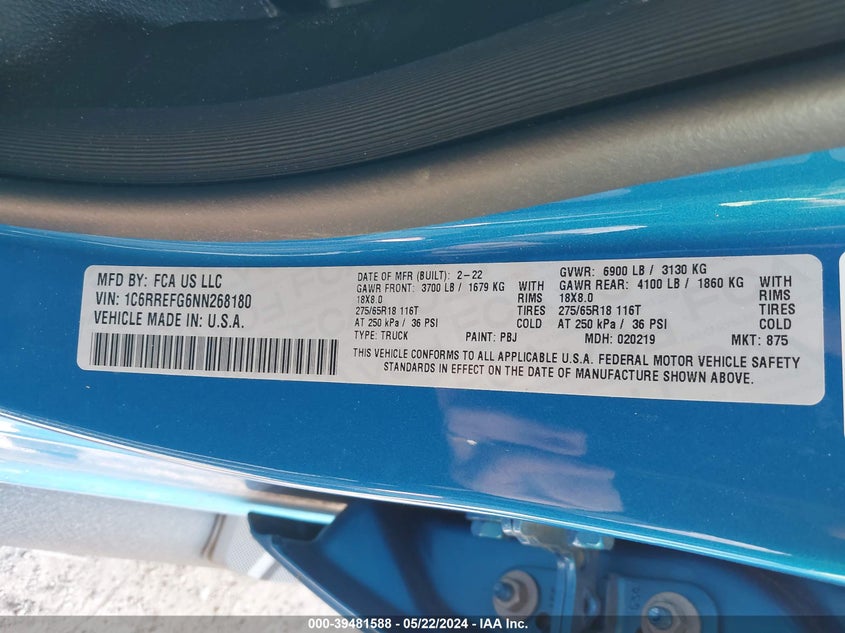 MFD BY: FCA US LLC
VIN: 1C6RREFG6NN268180
VEHICLE MADE IN: U.S.A.
DATE OF MFR (BUILT): 2-22
GVWR: 6900 LB / 3130 KG
GAWR FRONT: 3700 LB / 1679 KG WITH
GAWR REAR: 4100 LB / 1860 KG WITH
18X8.0 RIMS
18X8.0 RIMS
275/65R18 116T TIRES
275/65R18 116T TIRES
AT 250 kPa / 36 PSI COLD
AT 250 kPa / 36 PSI COLD
TYPE: TRUCK PAINT: PBJ MDH: 020219 MKT: 875
THIS VEHICLE CONFORMS TO ALL APPLICABLE U.S.A. FEDERAL MOTOR VEHICLE SAFETY
STANDARDS IN EFFECT ON THE DATE OF MANUFACTURE SHOWN ABOVE.
000-39481588 - 05/22/2024 - IAA Inc.